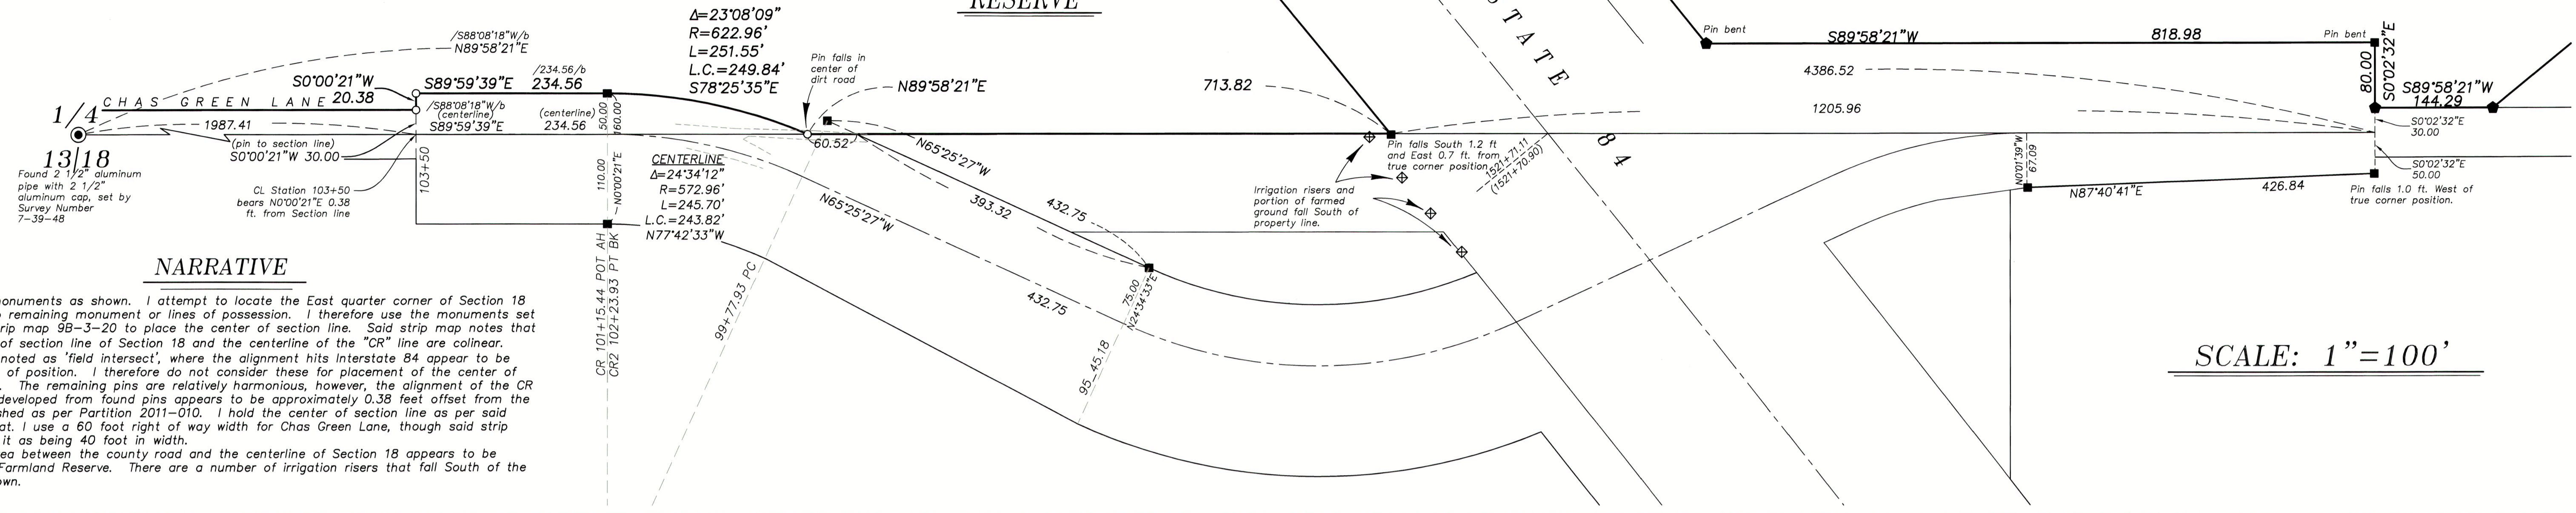 RESERVE
Δ=23°08'09"
R=622.96'
L=251.55'
L.C.=249.84'
S78°25'35"E
/S88°08'18"W/b
N89°58'21"E
S0°00'21"W
20.38
S89°59'39"E
/234.56/b
234.56
CHAS GREEN LANE
1/4
13|18
1987.41
(pin to section line)
S0°00'21"W 30.00
/S88°08'18"W/b
(centerline)
S89°59'39"E
(centerline)
234.56
50.00
160.00
110.00
N0°00'21"E
103+50
CL Station 103+50
bears N0°00'21"E 0.38
ft. from Section line
Found 2 1/2" aluminum
pipe with 2 1/2"
aluminum cap, set by
Survey Number
7-39-48
CENTERLINE
Δ=24°34'12"
R=572.96'
L=245.70'
L.C.=243.82'
N77°42'33"W
CR 101+15.44 POT AH
CR2 102+23.93 PT BK
99+77.93 PC
Pin falls in
center of
dirt road
N89°58'21"E
713.82
60.52
N65°25'27"W
393.32
432.75
N65°25'27"W
432.75
75.00
N24°34'33"E
95-45.18
Pin falls South 1.2 ft
and East 0.7 ft. from
true corner position
Irrigation risers and
portion of farmed
ground fall South of
property line.
1521+71.11
(1521+70.90)
STATE
84
Pin bent
S89°58'21"W
818.98
Pin bent
4386.52
1205.96
80.00
S0°02'32"E
S89°58'21"W
144.29
S0°02'32"E
30.00
S0°02'32"E
50.00
N0°01'39"W
67.09
N87°40'41"E
426.84
Pin falls 1.0 ft. West of
true corner position.
SCALE: 1"=100'
NARRATIVE
monuments as shown. I attempt to locate the East quarter corner of Section 18
remaining monument or lines of possession. I therefore use the monuments set
rip map 9B-3-20 to place the center of section line. Said strip map notes that
of section line of Section 18 and the centerline of the "CR" line are colinear.
noted as 'field intersect', where the alignment hits Interstate 84 appear to be
of position. I therefore do not consider these for placement of the center of
. The remaining pins are relatively harmonious, however, the alignment of the CR
developed from found pins appears to be approximately 0.38 feet offset from the
shed as per Partition 2011-010. I hold the center of section line as per said
at. I use a 60 foot right of way width for Chas Green Lane, though said strip
it as being 40 foot in width.
ea between the county road and the centerline of Section 18 appears to be
Farmland Reserve. There are a number of irrigation risers that fall South of the
own.